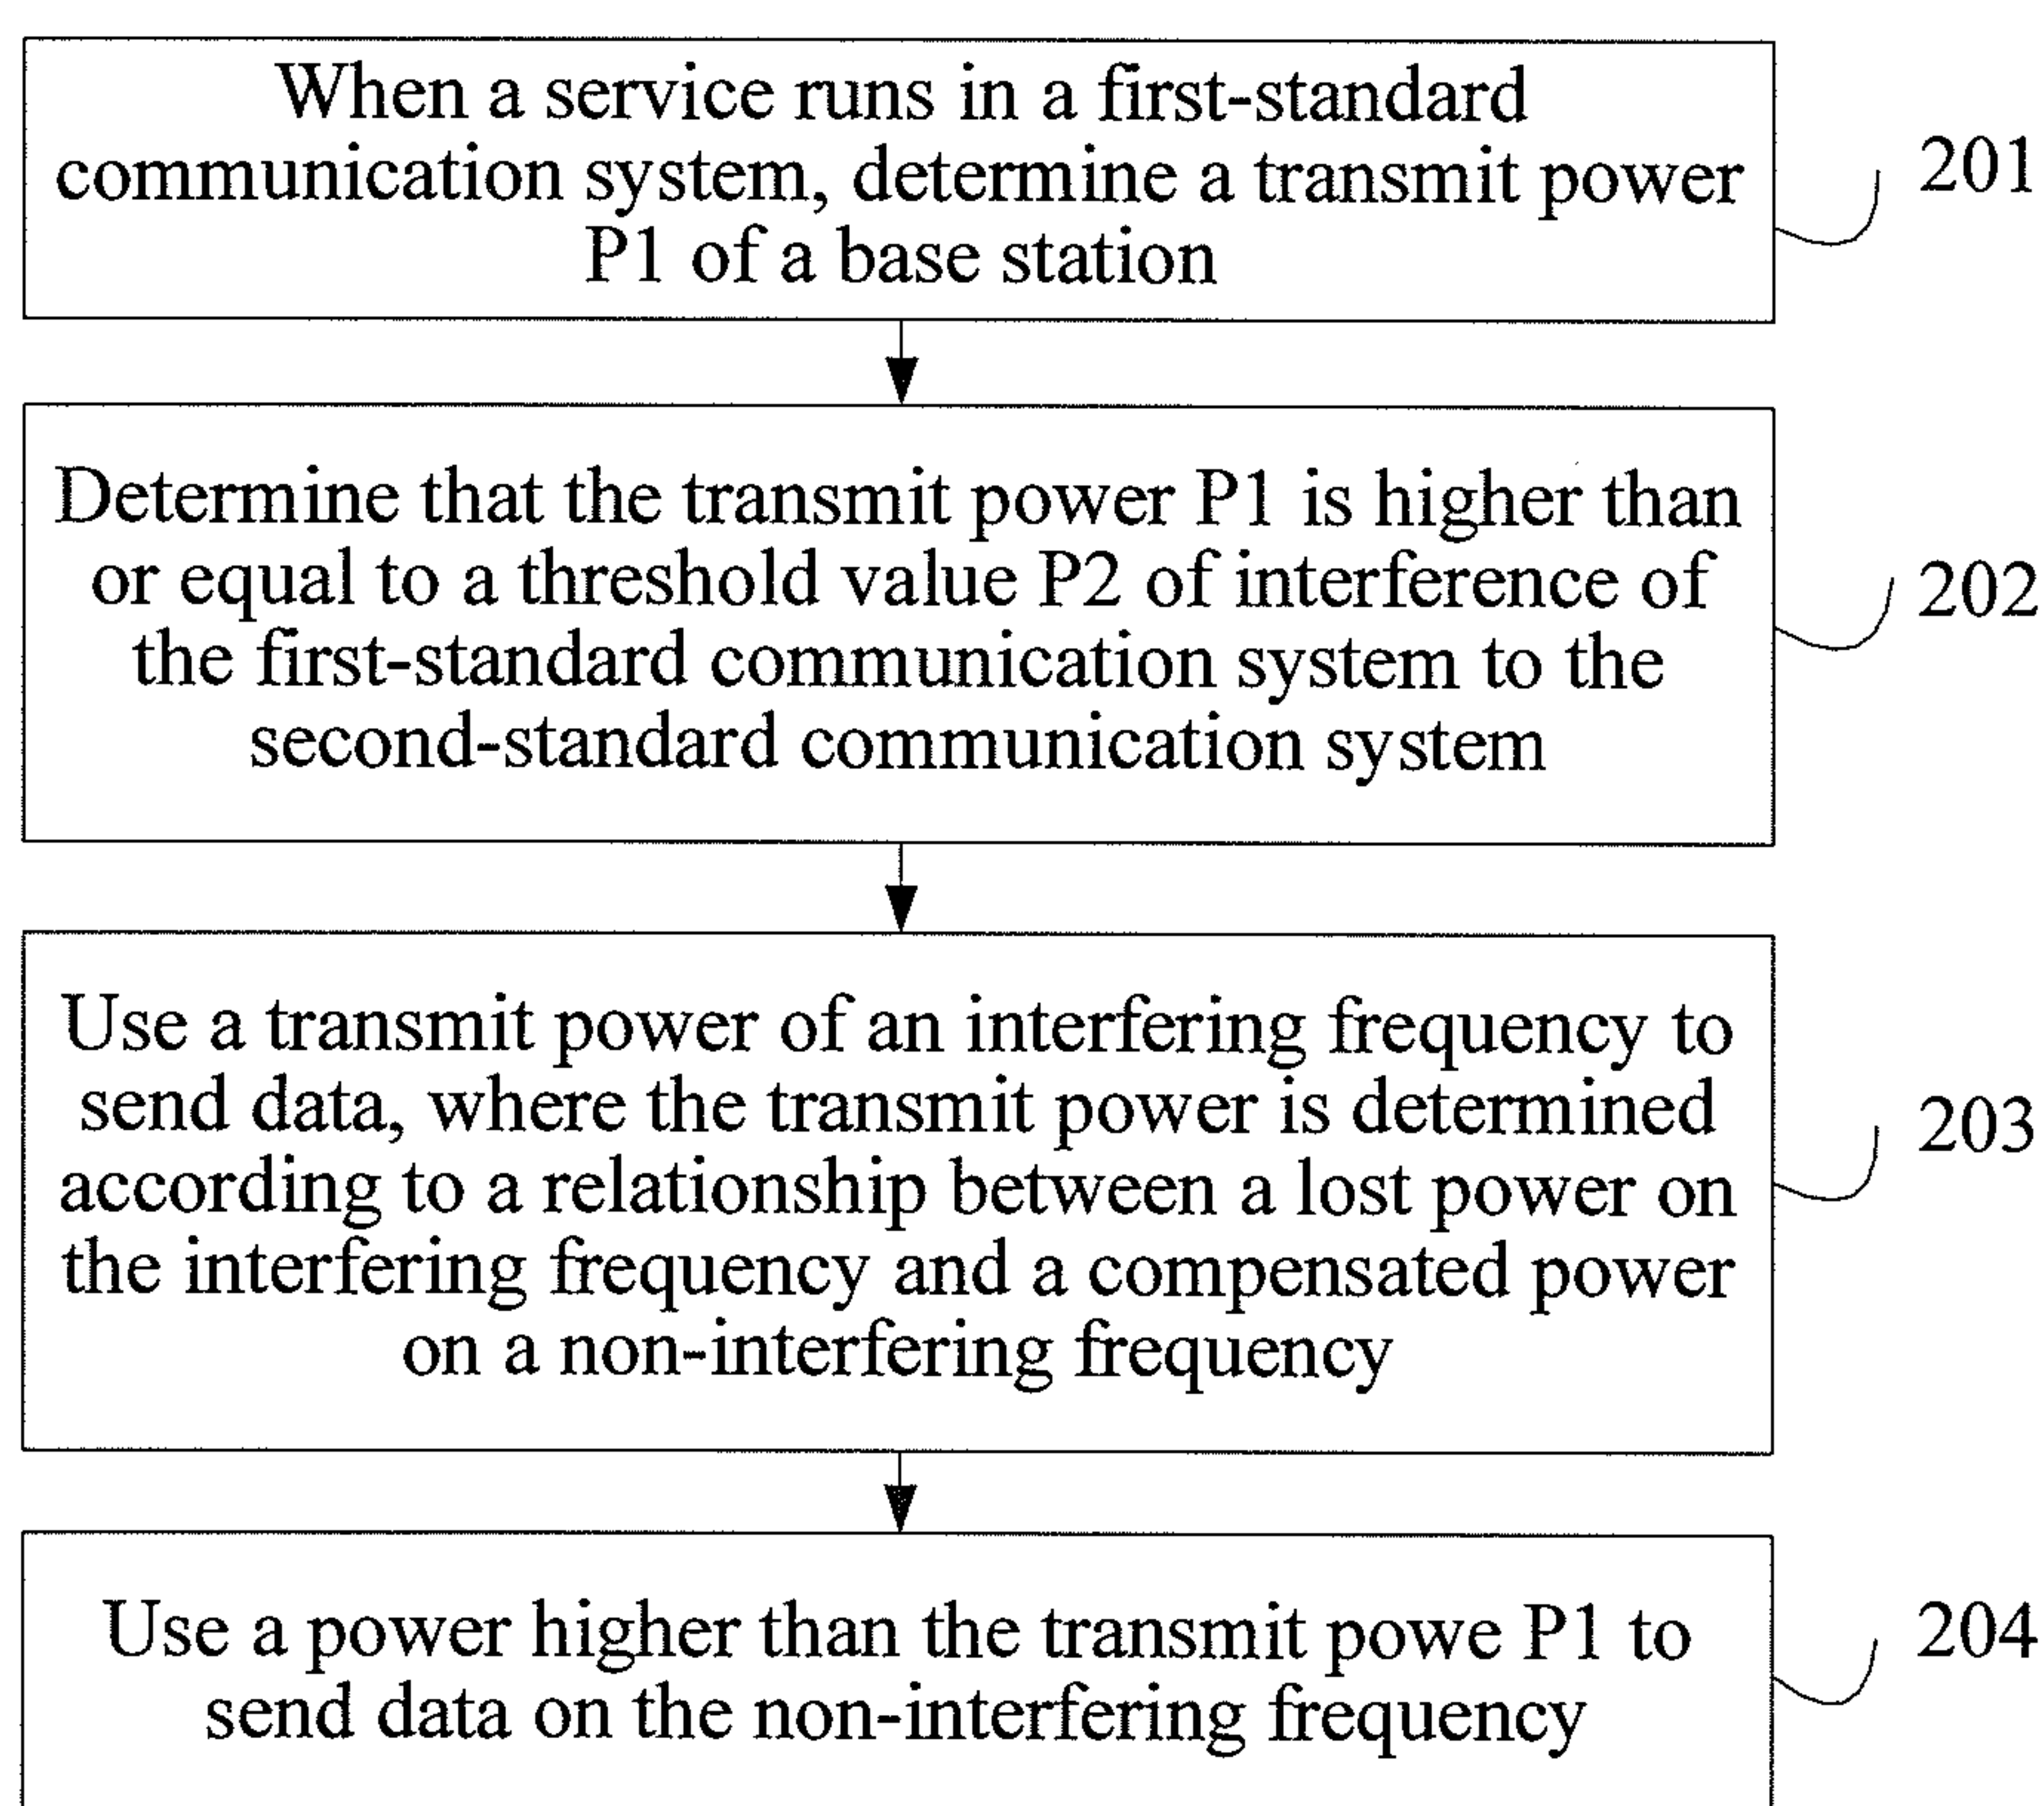 When a service runs in a first-standard
communication system, determine a transmit power
P1 of a base station
201
Determine that the transmit power P1 is higher than
or equal to a threshold value P2 of interference of
the first-standard communication system to the
second-standard communication system
202
Use a transmit power of an interfering frequency to
send data, where the transmit power is determined
according to a relationship between a lost power on
the interfering frequency and a compensated power
on a non-interfering frequency
203
Use a power higher than the transmit powe P1 to
send data on the non-interfering frequency
204